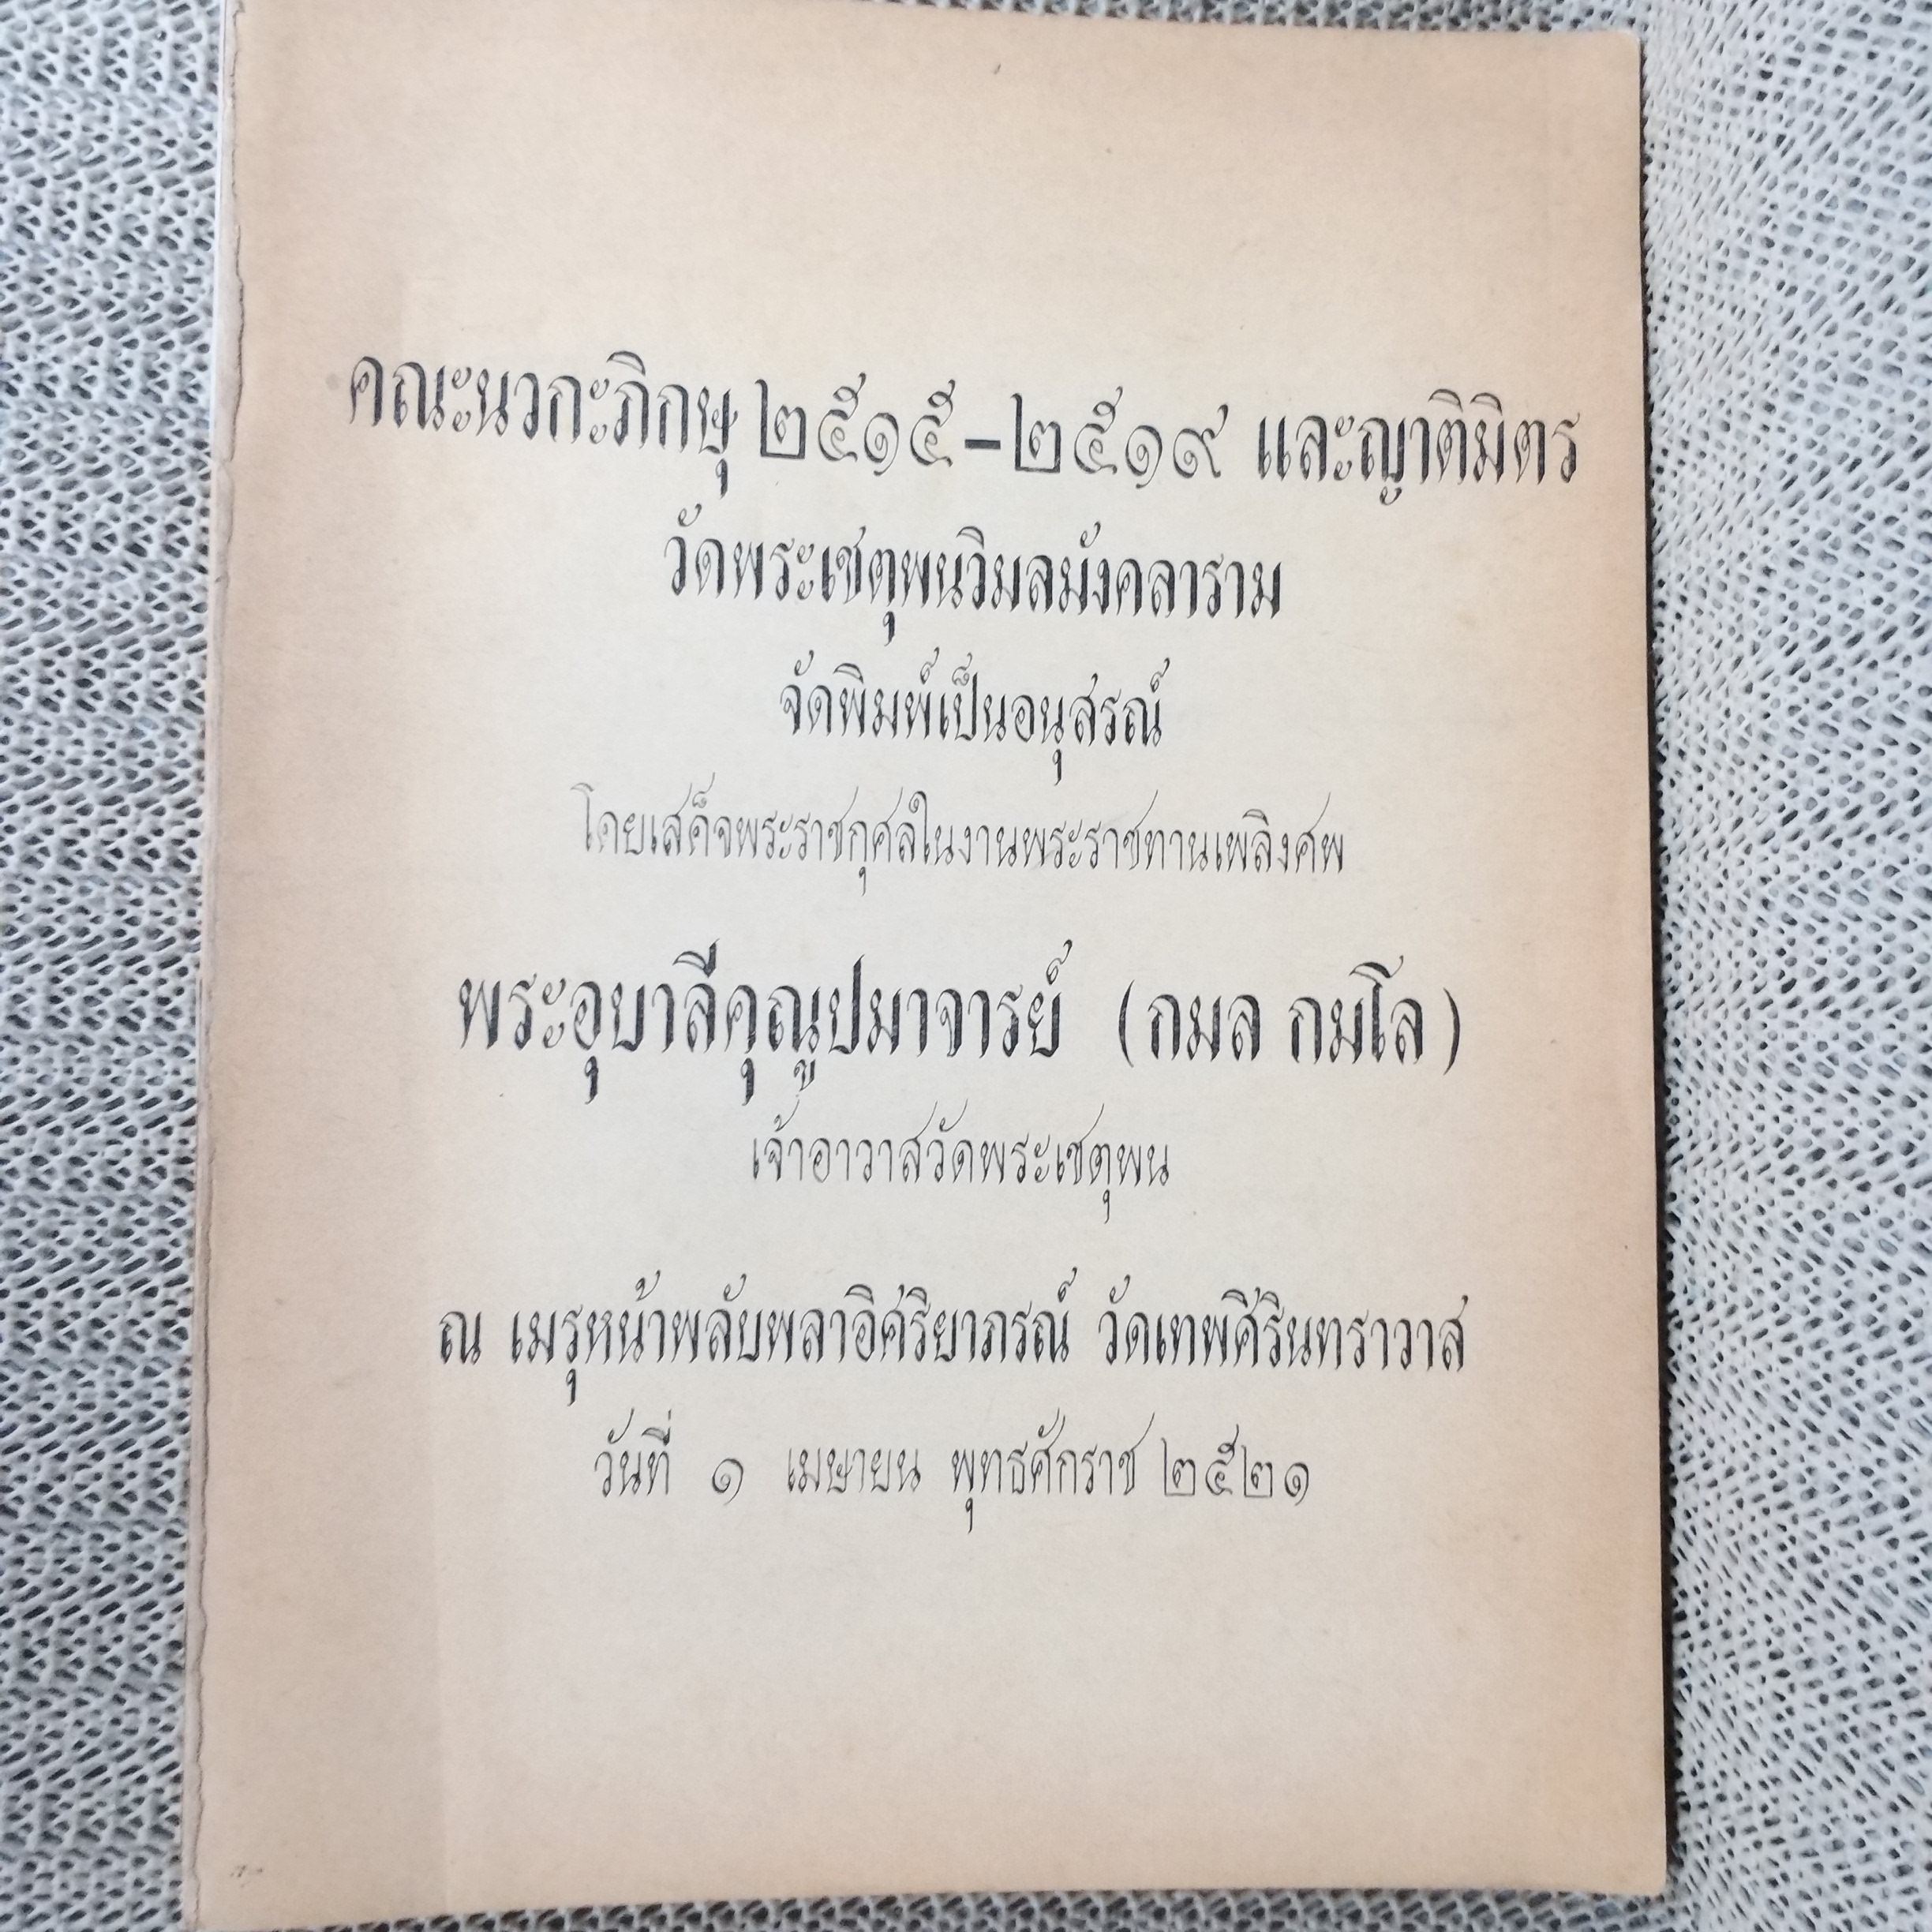 คณะนวกะภิกษุ ๒๕๑๕-๒๕๑๙ และญาติมิตร
วัดพระเชตุพนวิมลมังคลาราม
จัดพิมพ์เป็นอนุสรณ์
โดยเสด็จพระราชกุศลในงานพระราชทานเพลิงศพ
พระอุบาลีคุณูปมาจารย์ (กมล กมโล)
เจ้าอาวาสวัดพระเชตุพน
ณ เมรุหน้าพลับพลาอิศริยาภรณ์ วัดเทพศิรินทราวาส
วันที่ ๑ เมษายน พุทธศักราช ๒๕๒๑